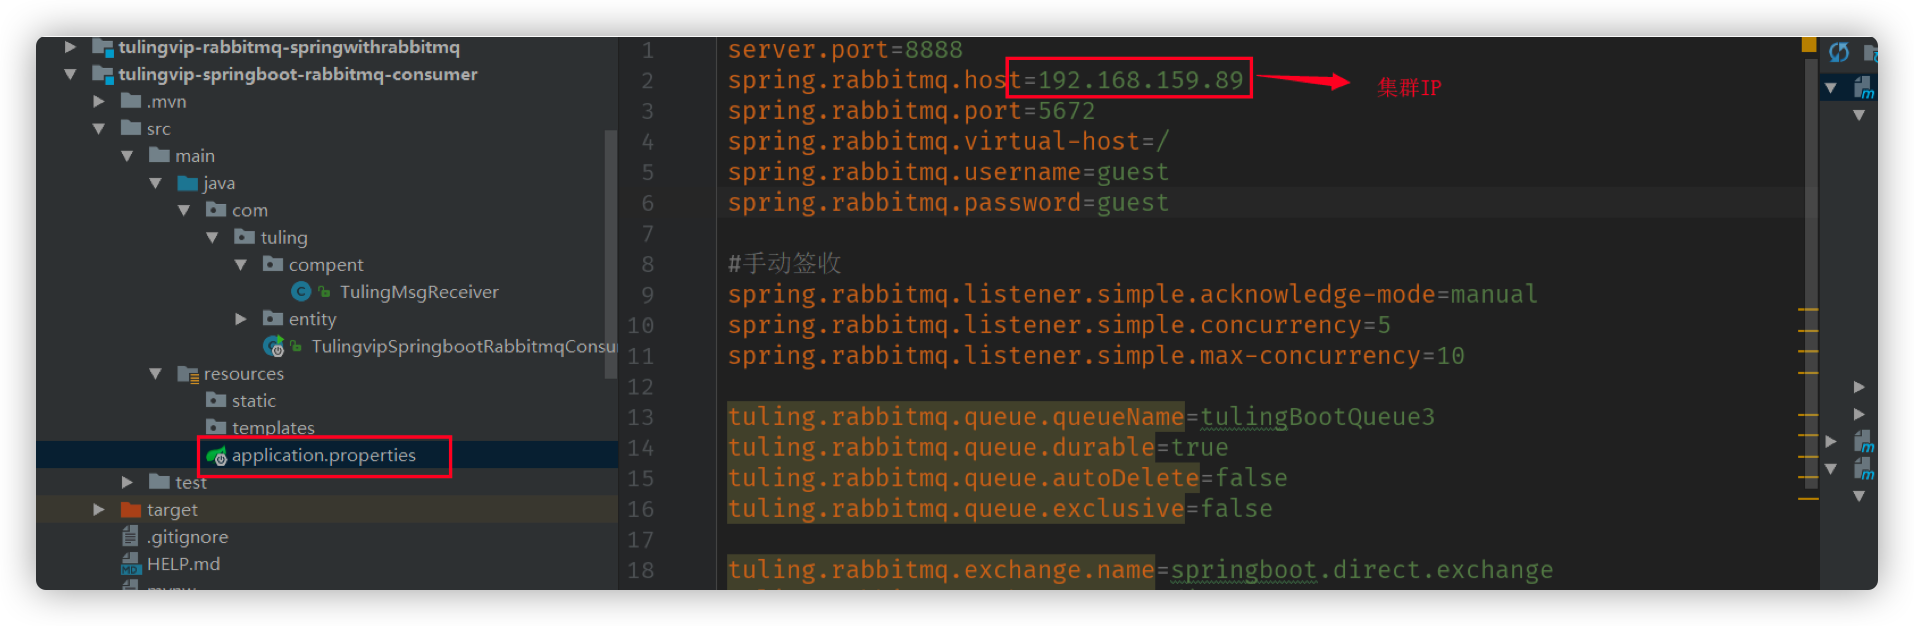 tulingvip-rabbitmq-springwithrabbitmq
tulingvip-springboot-rabbitmq-consumer
.mvn
src
main
java
com
tuling
compent
TulingMsgReceiver
entity
TulingvipSpringbootRabbitmqConsu
resources
static
templates
application.properties
test
target
.gitignore
HELP.md
1 server.port=8888
2 spring.rabbitmq.host=192.168.159.89
集群IP
3 spring.rabbitmq.port=5672
4 spring.rabbitmq.virtual-host=/
5 spring.rabbitmq.username=guest
6 spring.rabbitmq.password=guest
7
8 #手动签收
9 spring.rabbitmq.listener.simple.acknowledge-mode=manual
10 spring.rabbitmq.listener.simple.concurrency=5
11 spring.rabbitmq.listener.simple.max-concurrency=10
12
13 tuling.rabbitmq.queue.queueName=tulingBootQueue3
14 tuling.rabbitmq.queue.durable=true
15 tuling.rabbitmq.queue.autoDelete=false
16 tuling.rabbitmq.queue.exclusive=false
17
18 tuling.rabbitmq.exchange.name=springboot.direct.exchange